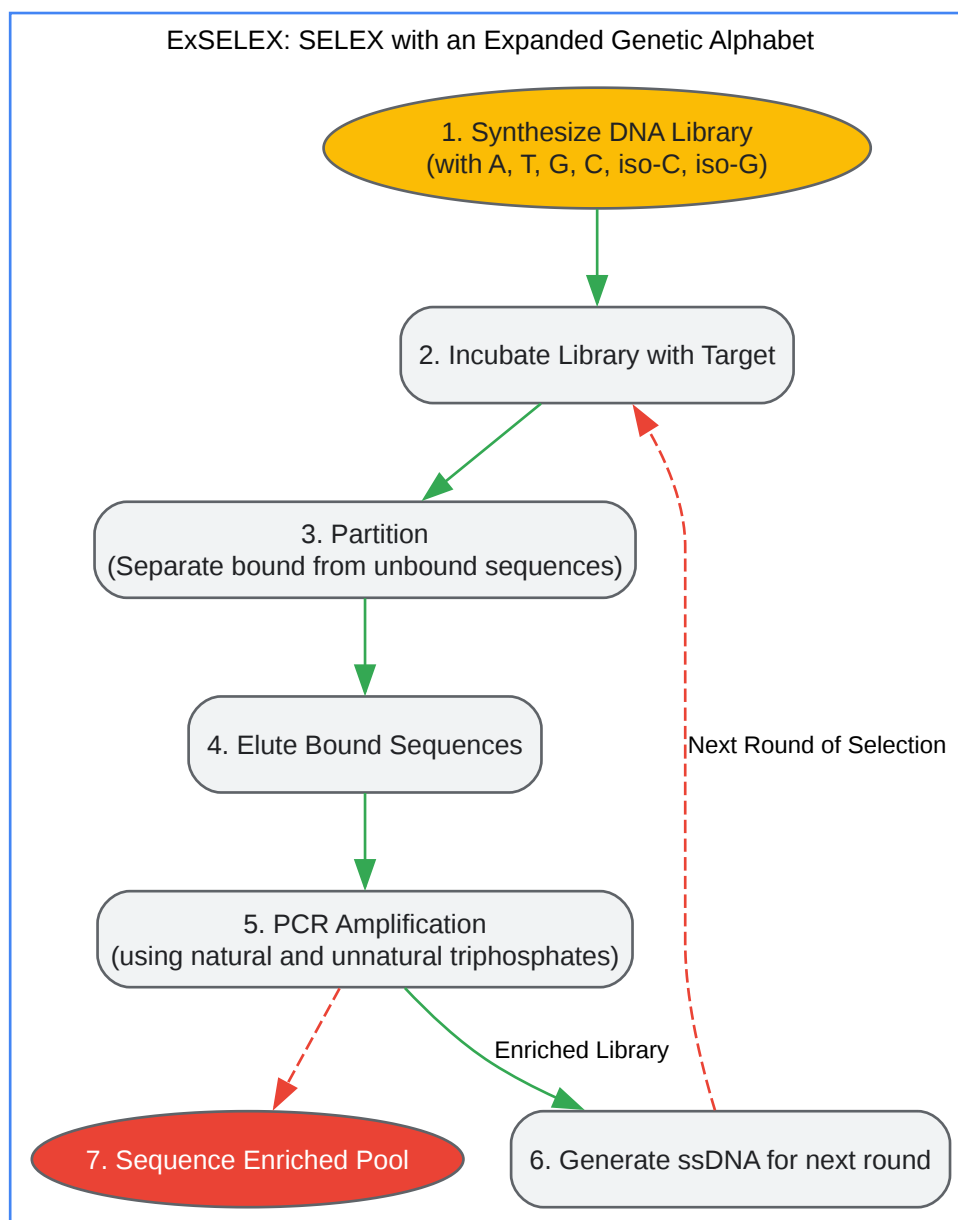 ExSELEX: SELEX with an Expanded Genetic Alphabet
1. Synthesize DNA Library
(with A, T, G, C, iso-C, iso-G)
2. Incubate Library with Target
3. Partition
(Separate bound from unbound sequences)
4. Elute Bound Sequences
Next Round of Selection
5. PCR Amplification
(using natural and unnatural triphosphates)
Enriched Library
7. Sequence Enriched Pool
6. Generate ssDNA for next round